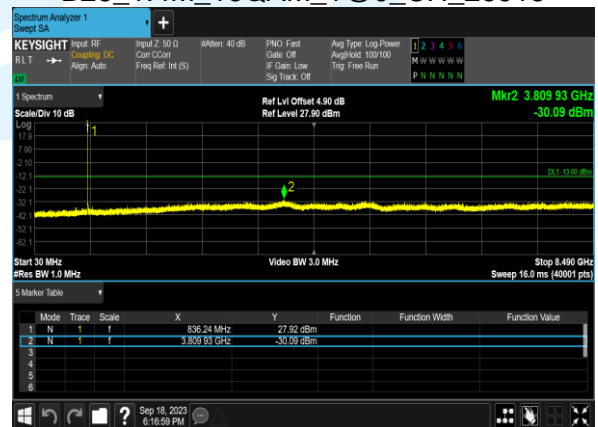 Spectrum Analyzer 1
Swept SA
KEYSIGHT
RLT
LV
Input: RF
Coupling: DC
Align: Auto
Input Z: 50 Ω
Corr CCorr
Freq Ref: Int (S)
#Atten: 40 dB
PNO: Fast
Gate: Off
IF Gain: Low
Sig Track: Off
Avg Type: Log-Power
Avg|Hold: 100/100
Trig: Free Run
1 2 3 4 5 6
M W W W W W
P N N N N N
1 Spectrum
Scale/Div 10 dB
Ref Lvl Offset 4.90 dB
Ref Level 27.90 dBm
Mkr2 3.809 93 GHz
-30.09 dBm
Log
17.9
7.90
-2.10
-12.1
-22.1
-32.1
-42.1
-52.1
-62.1
1
2
DL1 -13.00 dBm
Start 30 MHz
#Res BW 1.0 MHz
Video BW 3.0 MHz
Stop 8.490 GHz
Sweep 16.0 ms (40001 pts)
5 Marker Table
Mode Trace Scale X Y Function Function Width Function Value
1 N 1 f 836.24 MHz 27.92 dBm
2 N 1 f 3.809 93 GHz -30.09 dBm
3
4
5
6
?
Sep 18, 2023
6:16:59 PM